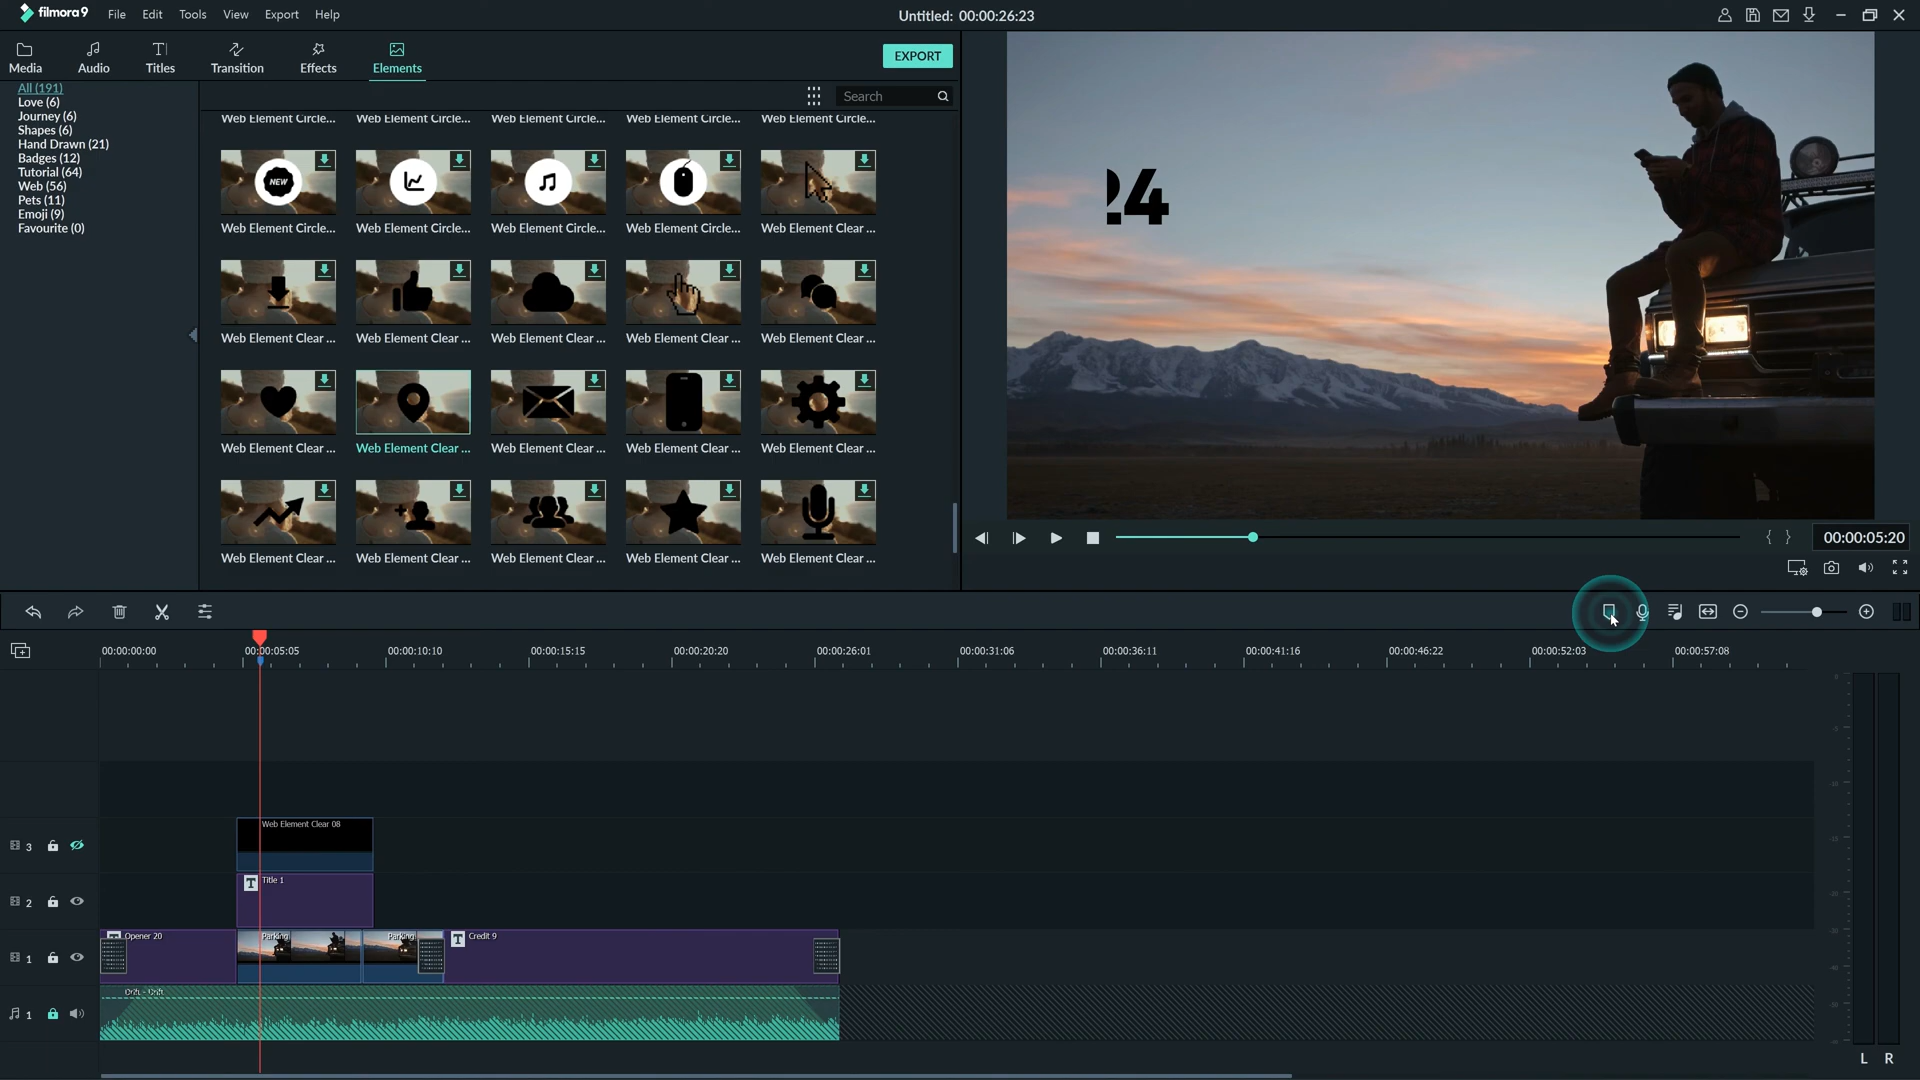 filmora9 File Edit Tools View Export Help
Untitled: 00:00:26:23
Media Audio Titles Transition Effects Elements
EXPORT
All (191)
Love (6)
Journey (6)
Shapes (6)
Hand Drawn (21)
Badges (12)
Tutorial (64)
Web (56)
Pets (11)
Emoji (9)
Favourite (0)
Search
Web Element Circle... Web Element Circle... Web Element Circle... Web Element Circle... Web Element Circle...
NEW
Web Element Circle... Web Element Circle... Web Element Circle... Web Element Circle... Web Element Clear ...
Web Element Clear ... Web Element Clear ... Web Element Clear ... Web Element Clear ... Web Element Clear ...
Web Element Clear ... Web Element Clear ... Web Element Clear ... Web Element Clear ... Web Element Clear ...
Web Element Clear ... Web Element Clear ... Web Element Clear ... Web Element Clear ... Web Element Clear ...
24
00:00:05:20
00:00:00:00 00:00:05:05 00:00:10:10 00:00:15:15 00:00:20:20 00:00:26:01 00:00:31:06 00:00:36:11 00:00:41:16 00:00:46:22 00:00:52:03 00:00:57:08
3 Web Element Clear 08
2 T Title 1
1 T Opener 20 Parking Parking T Credit 9
1 Drift - Drift
L R